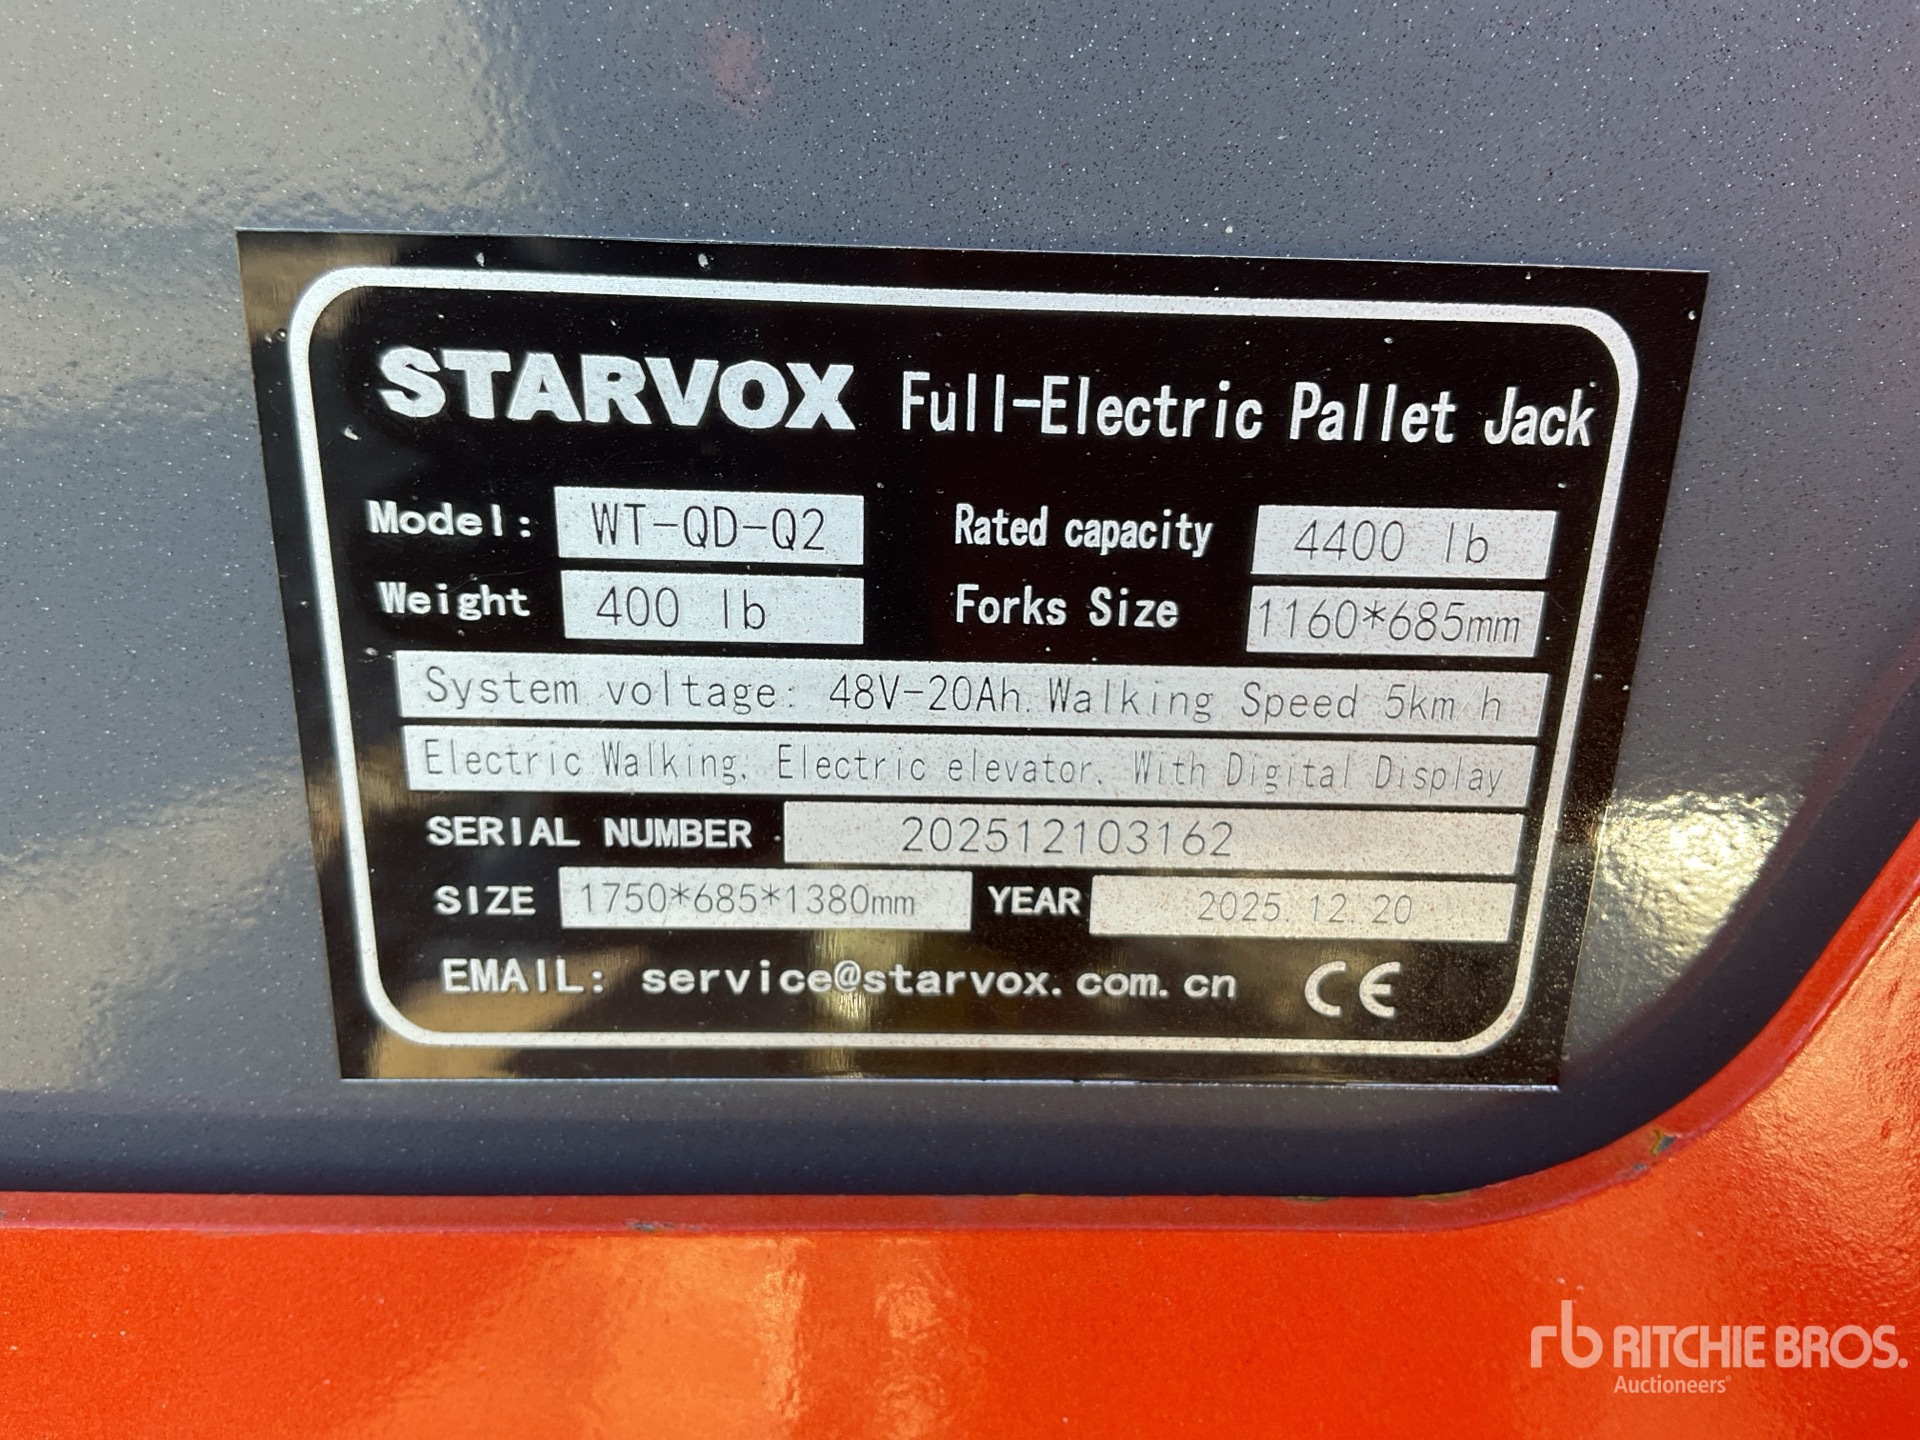 STARVOX Full-Electric Pallet Jack
Model: WT-QD-Q2 Rated capacity 4400 lb
Weight 400 lb Forks Size 1160*685mm
System voltage: 48V-20Ah. Walking Speed 5km/h
Electric Walking, Electric elevator, With Digital Display
SERIAL NUMBER 202512103162
SIZE 1750*685*1380mm YEAR 2025.12.20
EMAIL: service@starvox.com.cn CE
rb RITCHIE BROS.
Auctioneers